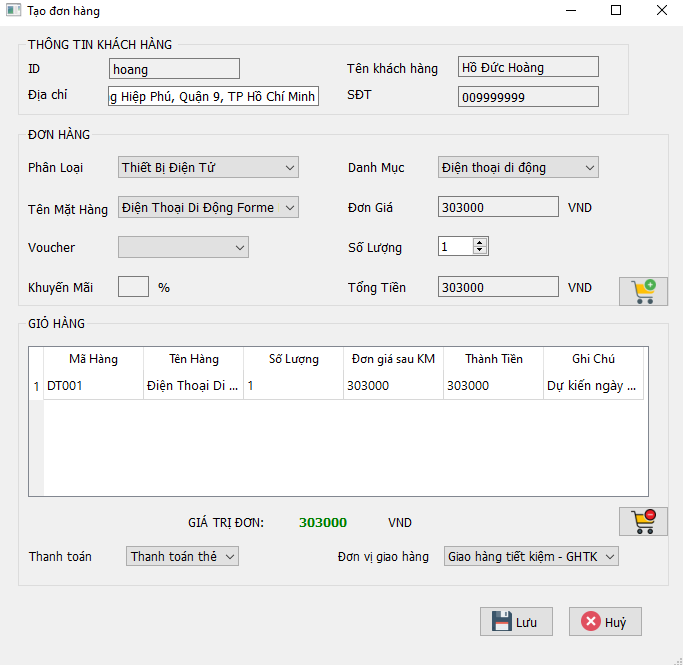 Tạo đơn hàng
THÔNG TIN KHÁCH HÀNG
ID hoang Tên khách hàng Hồ Đức Hoàng
Địa chỉ Hiệp Phú, Quận 9, TP Hồ Chí Minh SĐT 009999999
ĐƠN HÀNG
Phân Loại Thiết Bị Điện Tử Danh Mục Điện thoại di động
Tên Mặt Hàng Điện Thoại Di Động Forme Đơn Giá 303000 VND
Voucher Số Lượng 1
Khuyến Mãi % Tổng Tiền 303000 VND
GIỎ HÀNG
Mã Hàng Tên Hàng Số Lượng Đơn giá sau KM Thành Tiền Ghi Chú
1 DT001 Điện Thoại Di ... 1 303000 303000 Dự kiến ngày ...
GIÁ TRỊ ĐƠN: 303000 VND
Thanh toán Thanh toán thẻ Đơn vị giao hàng Giao hàng tiết kiệm - GHTK
Lưu Huỷ